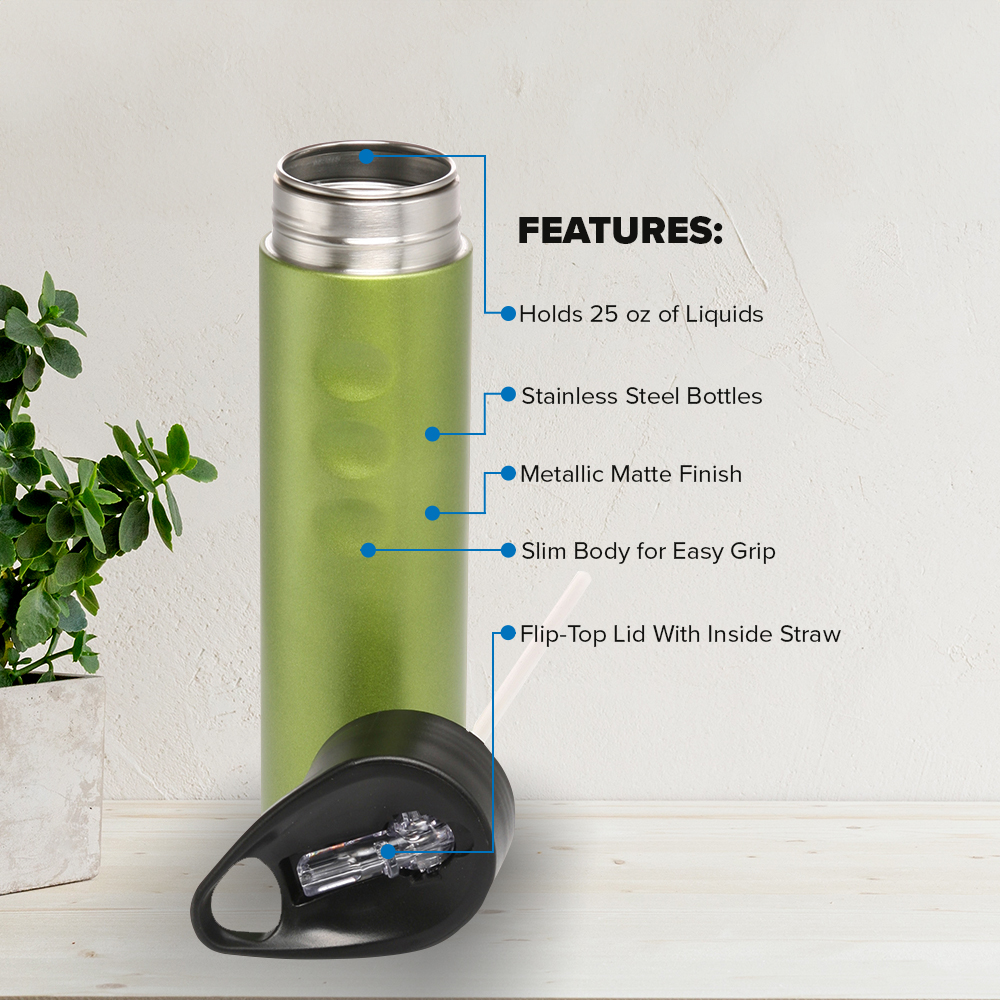 FEATURES:
Holds 25 oz of Liquids
Stainless Steel Bottles
Metallic Matte Finish
Slim Body for Easy Grip
Flip-Top Lid With Inside Straw